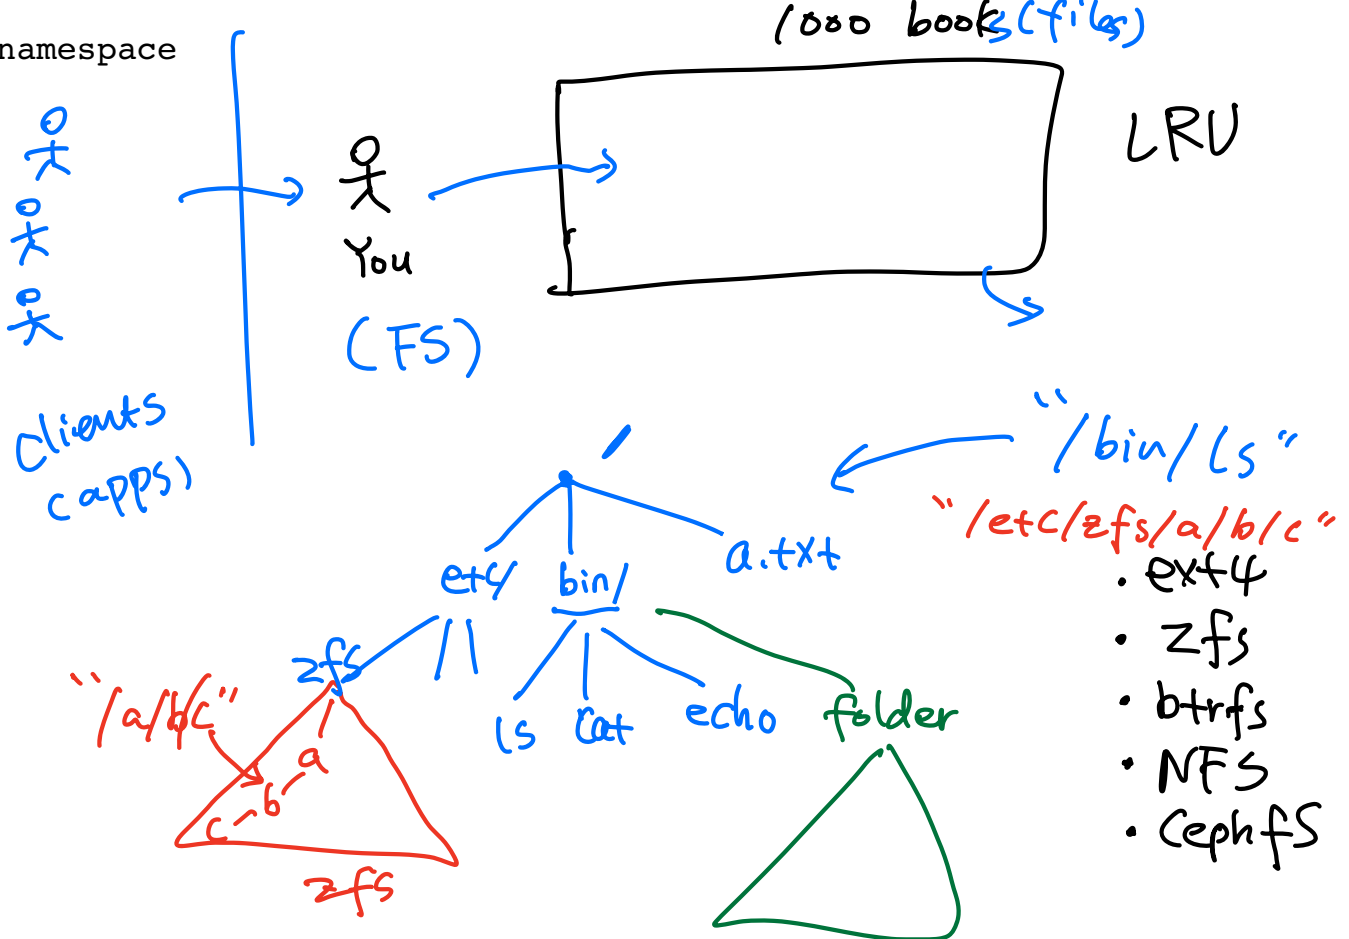 1000 books(files)
namespace
LRU
You
(FS)
clients
(apps)
/
"/bin/ls"
"/etc/zfs/a/b/c"
etc/
bin/
a.txt
zfs
ls
cat
echo
folder
"/a/b/c"
a
b
c
zfs
• ext4
• zfs
• btrfs
• NFS
• CephfS